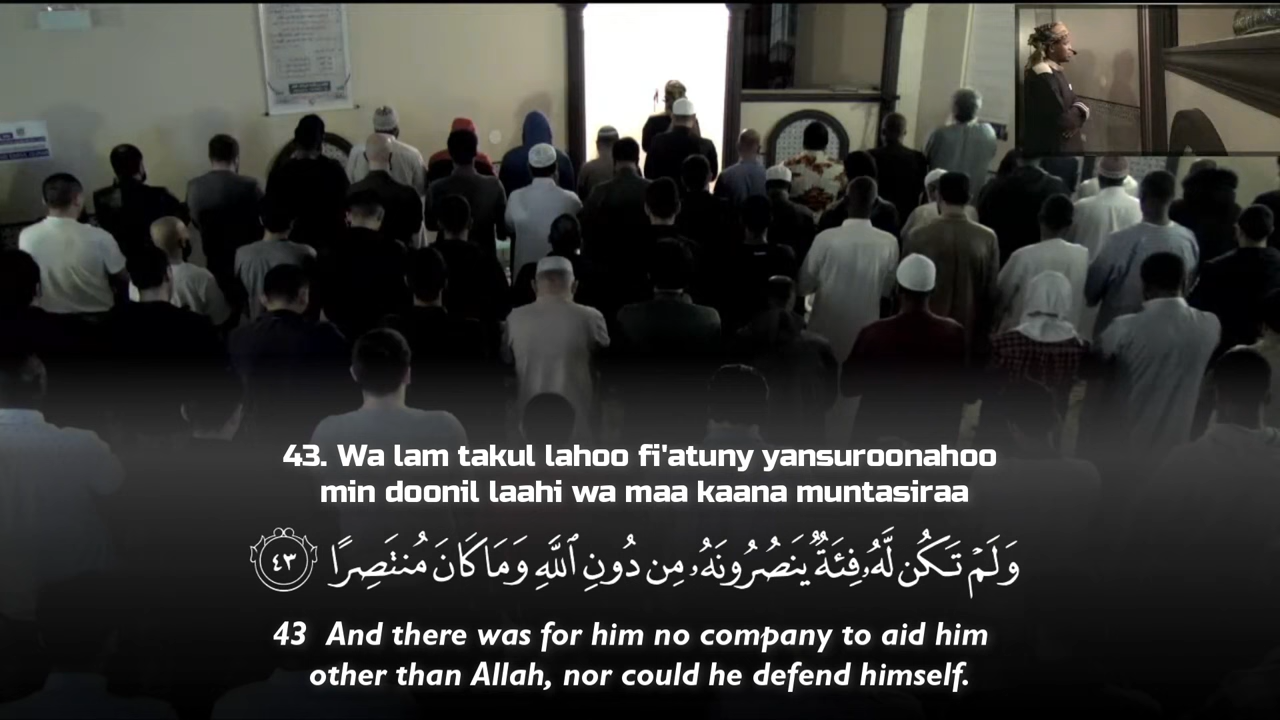 43. Wa lam takul lahoo fi'atuny yansuroonahoo
min doonil laahi wa maa kaana muntasiraa
وَلَمْ تَكُن لَّهُۥ فِئَةٌ يَنصُرُونَهُۥ مِن دُونِ ٱللَّهِ وَمَا كَانَ مُنتَصِرًا ٤٣
43 And there was for him no company to aid him
other than Allah, nor could he defend himself.